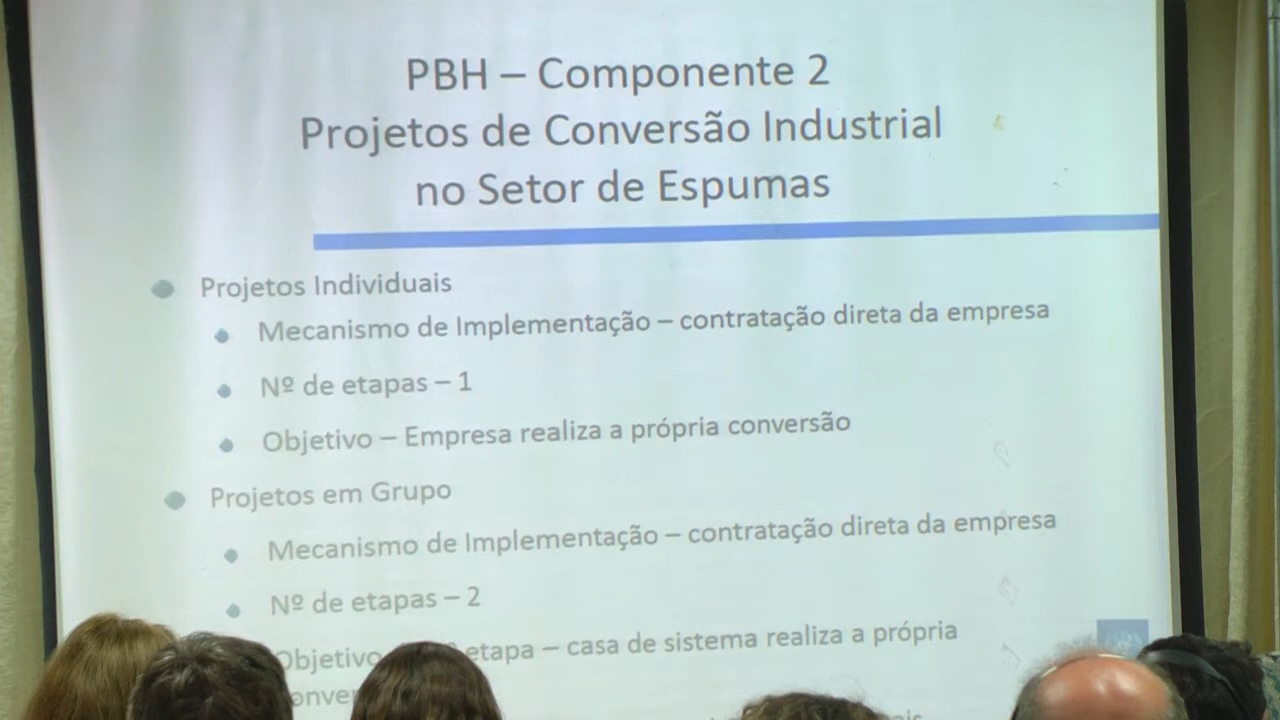 PBH – Componente 2
Projetos de Conversão Industrial
no Setor de Espumas
Projetos Individuais
Mecanismo de Implementação – contratação direta da empresa
Nº de etapas – 1
Objetivo – Empresa realiza a própria conversão
Projetos em Grupo
Mecanismo de Implementação – contratação direta da empresa
Nº de etapas – 2
Objetivo etapa – casa de sistema realiza a própria